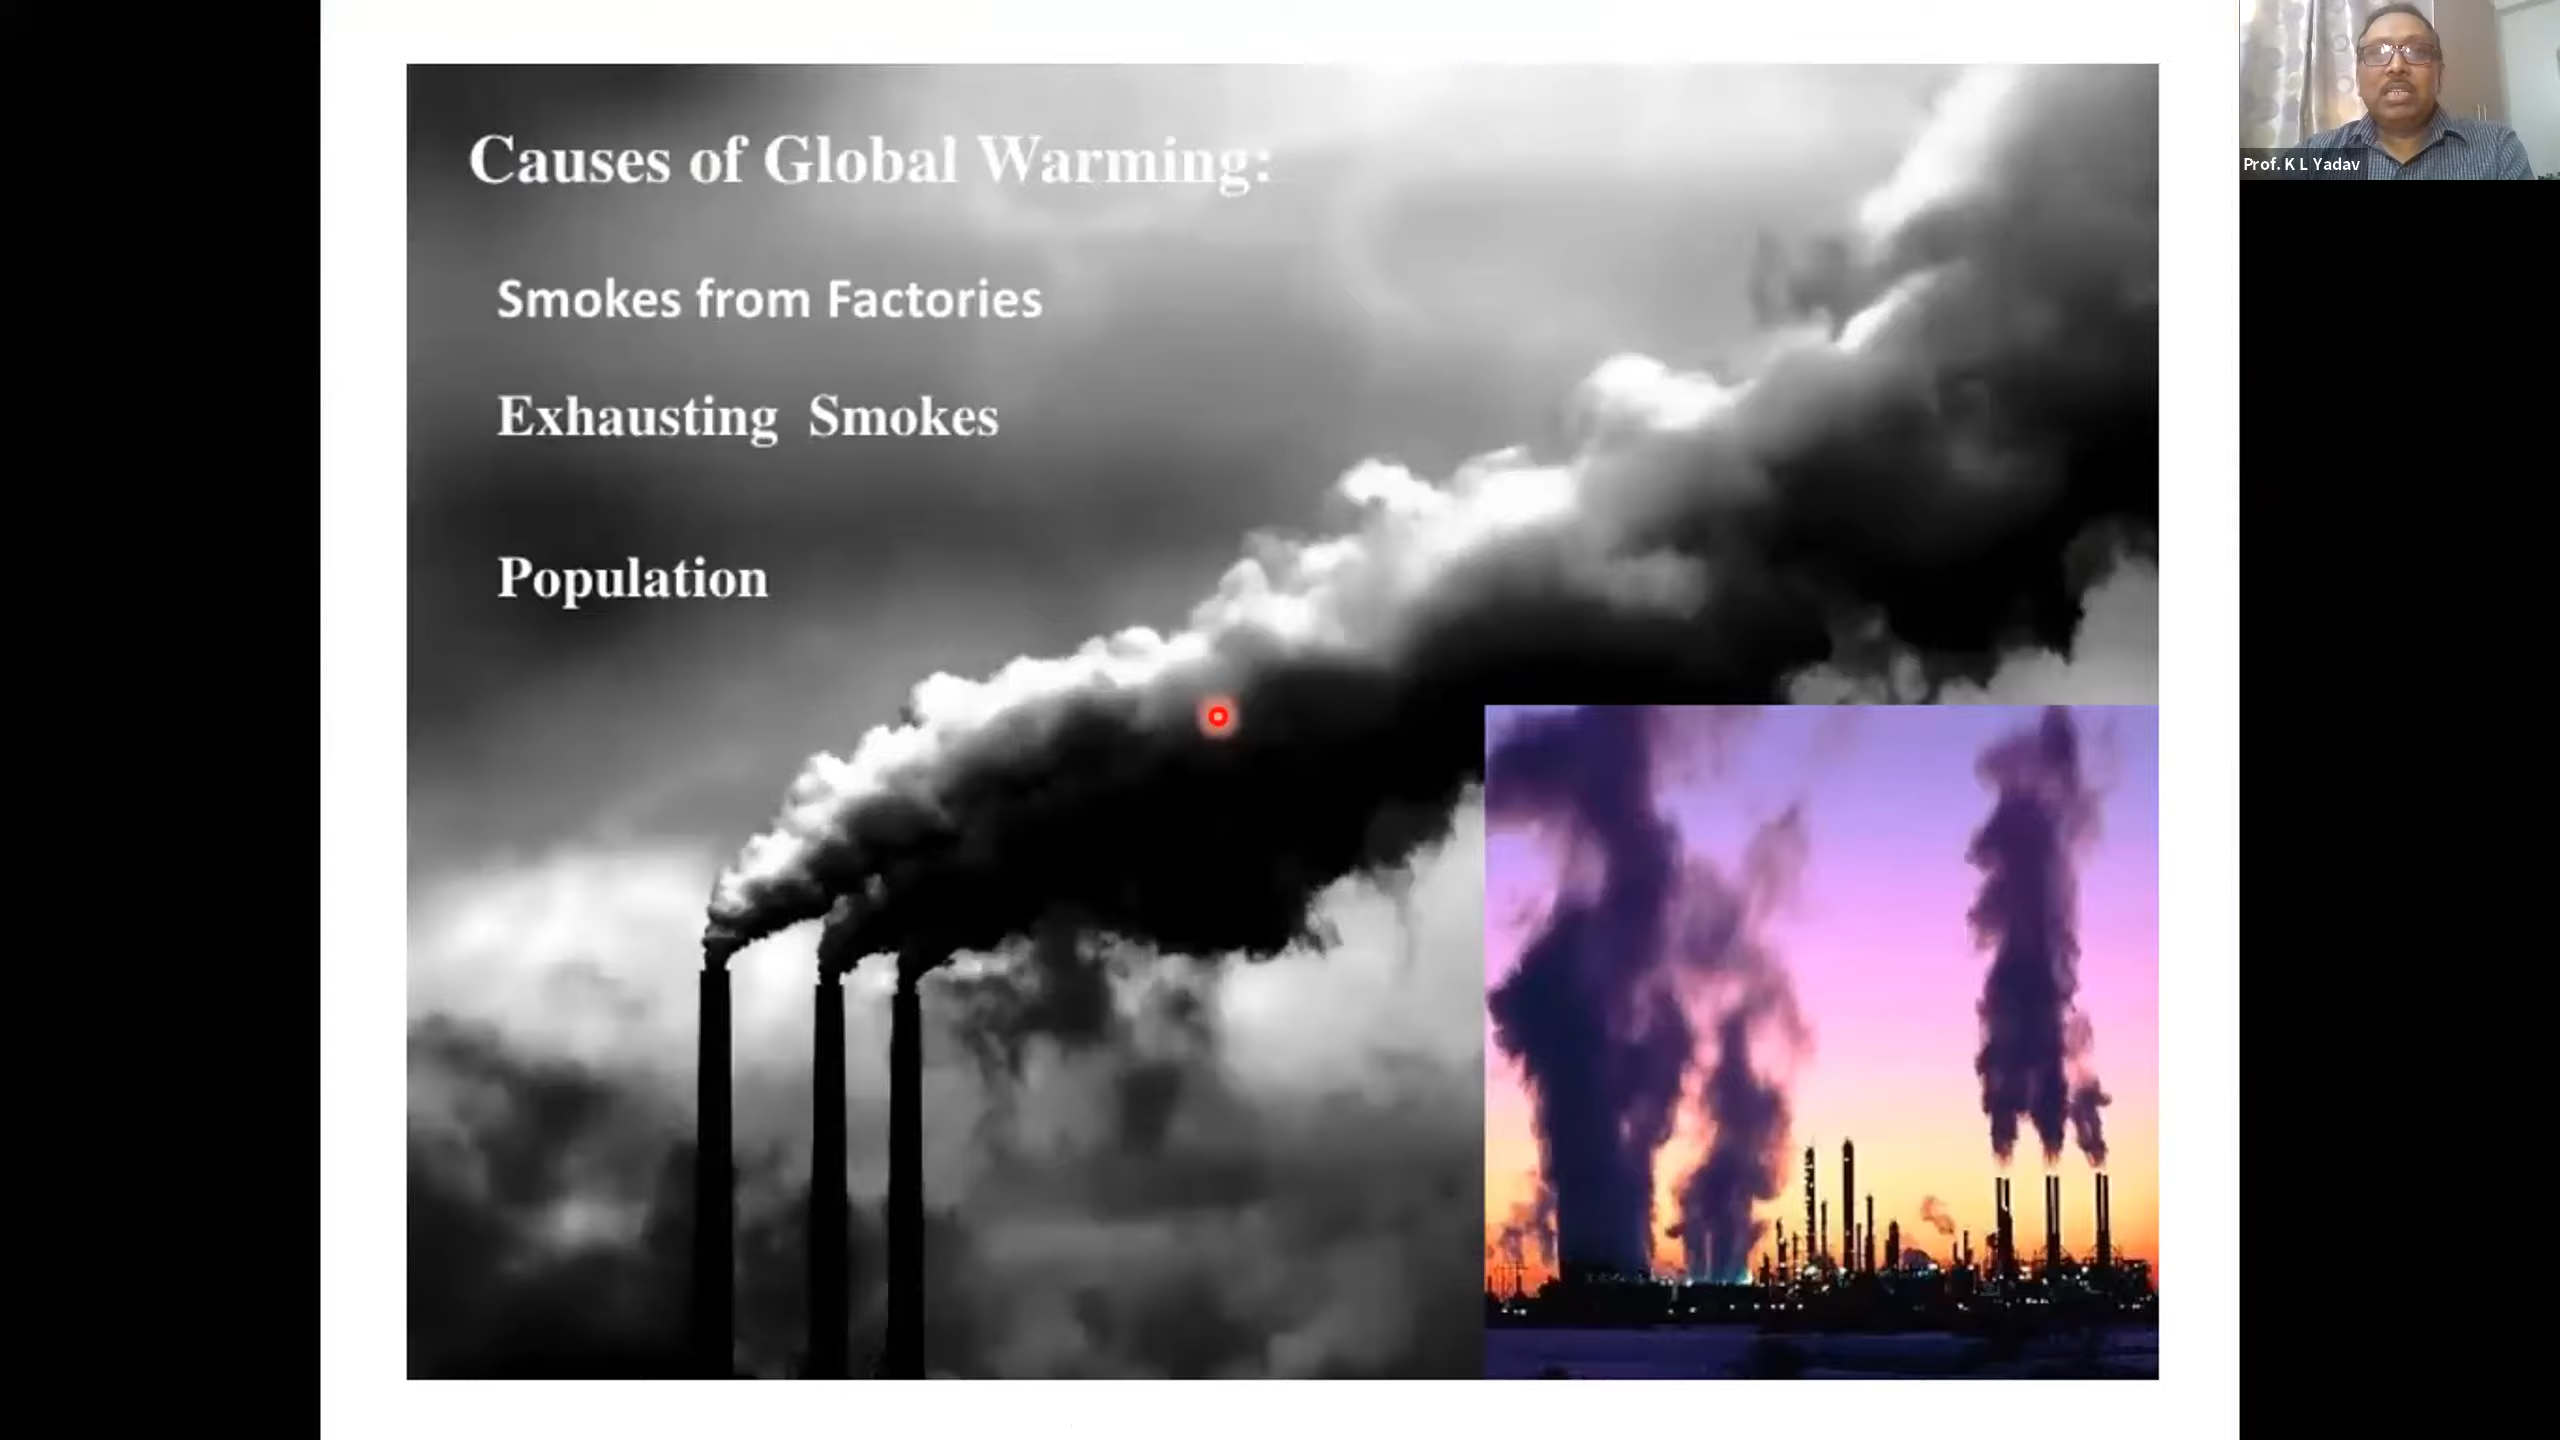 Causes of Global Warming:
Smokes from Factories
Exhausting Smokes
Population
Prof. K L Yadav